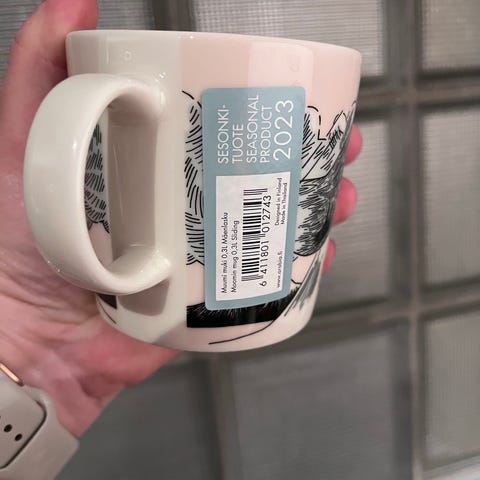 SESONKI-
TUOTE
SEASONAL
PRODUCT
2023
Muumi muki 0,3L Mäenlasku
Moomin mug 0.3L Sliding
6 411801 012743
Designed in Finland
Made in Thailand
www.arabia.fi